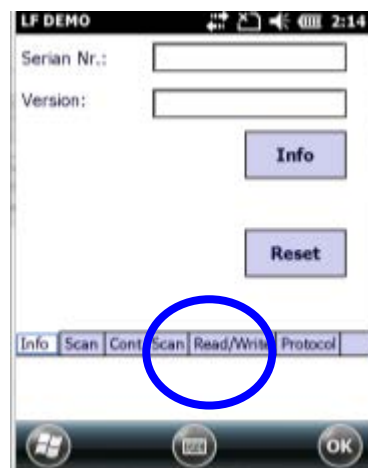 LF DEMO 2:14
Serian Nr.:
Version:
Info
Reset
Info Scan Cont Scan Read/Write Protocol
OK